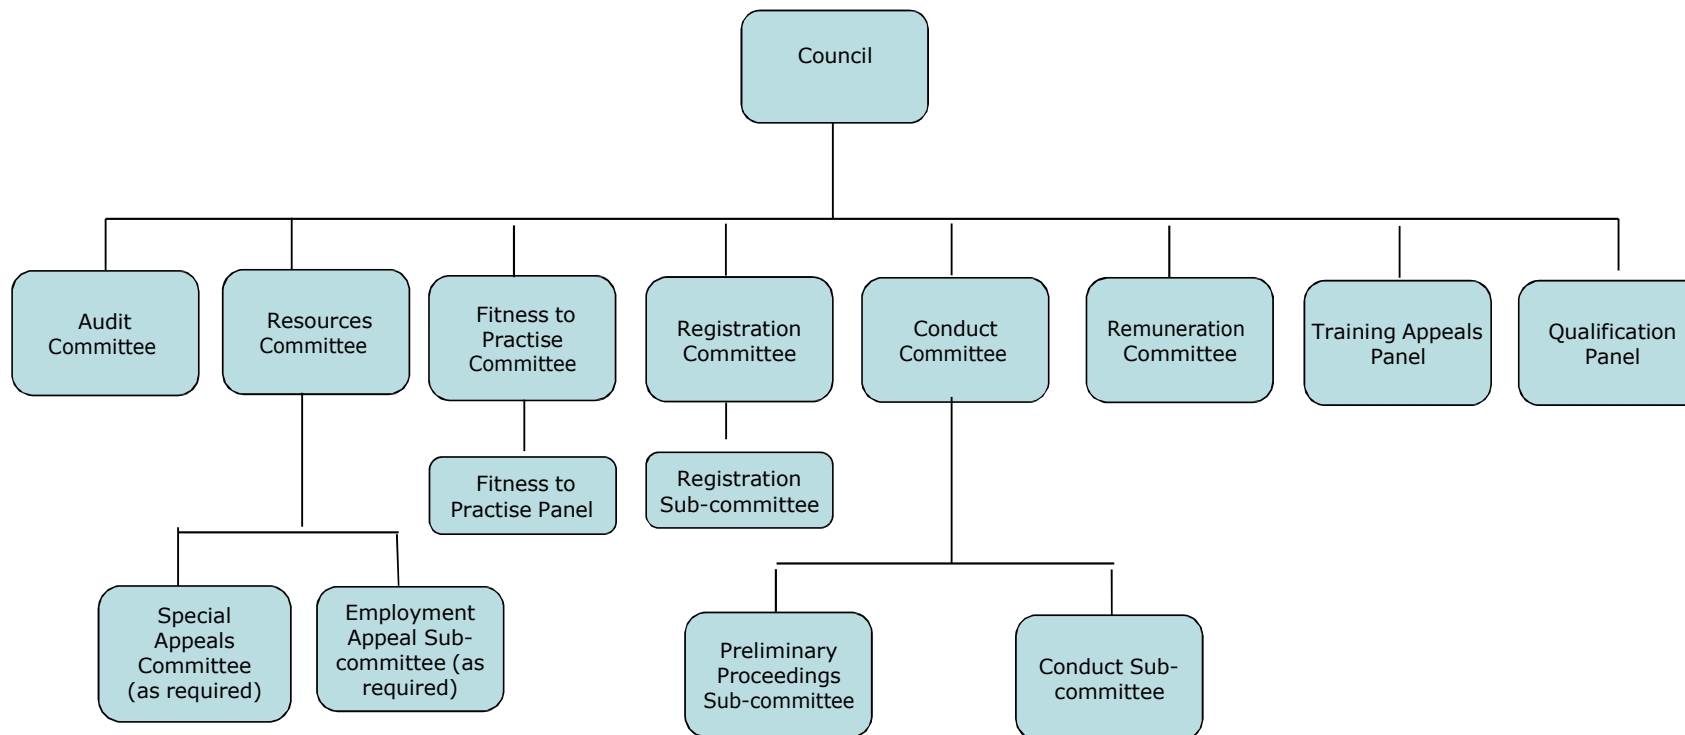 Council
Audit
Committee
Resources
Committee
Fitness to
Practise
Committee
Registration
Committee
Conduct
Committee
Remuneration
Committee
Training Appeals
Panel
Qualification
Panel
Fitness to
Practise Panel
Registration
Sub-committee
Special
Appeals
Committee
(as required)
Employment
Appeal Sub-
committee (as
required)
Preliminary
Proceedings
Sub-committee
Conduct Sub-
committee